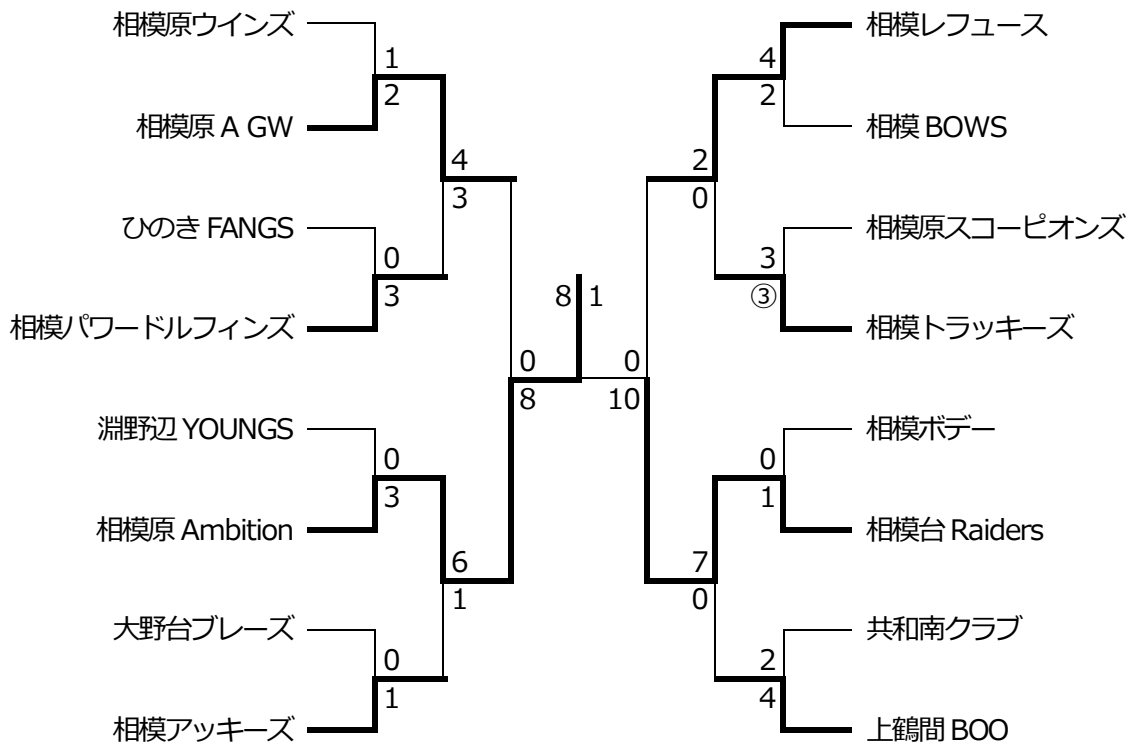 相模原ウインズ
相模レフュース
1
4
2
2
相模原 A GW
相模 BOWS
4
2
3
0
ひのき FANGS
相模原スコーピオンズ
0
3
3
③
8 1
相模パワードルフィンズ
相模トラッキーズ
0
0
8
10
淵野辺 YOUNGS
相模ボデー
0
0
3
1
相模原 Ambition
相模台 Raiders
6
7
1
0
大野台ブレーズ
共和南クラブ
0
2
1
4
相模アッキーズ
上鶴間 BOO